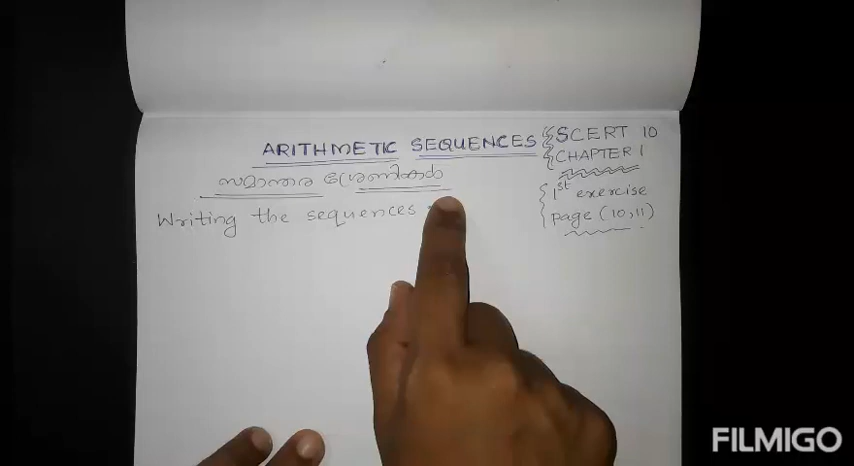 ARITHMETIC SEQUENCES
സമാന്തര ശ്രേണികൾ
Writing the sequences
SCERT 10
CHAPTER 1
1st exercise
page (10,11)
FILMIGO